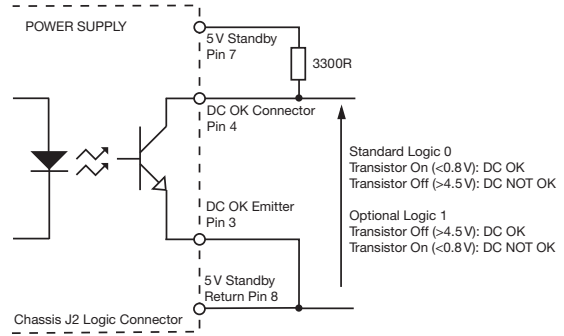 POWER SUPPLY
5 V Standby
Pin 7
3300R
DC OK Connector
Pin 4
Standard Logic 0
Transistor On (<0.8 V): DC OK
Transistor Off (>4.5 V): DC NOT OK
Optional Logic 1
Transistor Off (>4.5 V): DC OK
Transistor On (<0.8 V): DC NOT OK
DC OK Emitter
Pin 3
5 V Standby
Return Pin 8
Chassis J2 Logic Connector